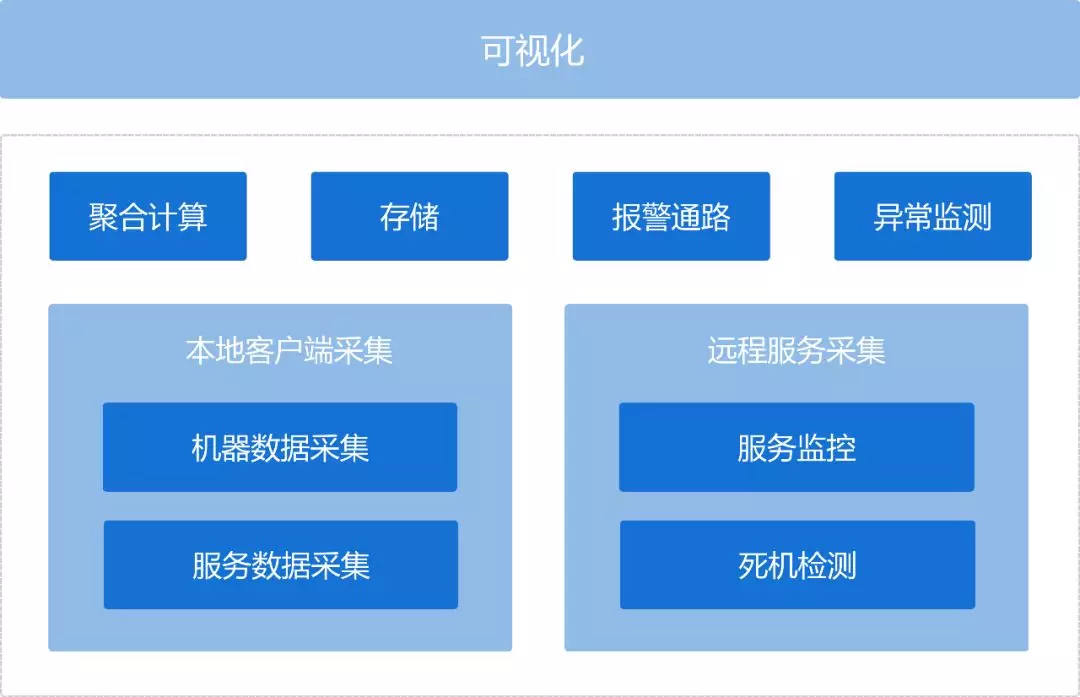 可视化
聚合计算
存储
报警通路
异常监测
本地客户端采集
机器数据采集
服务数据采集
远程服务采集
服务监控
死机检测